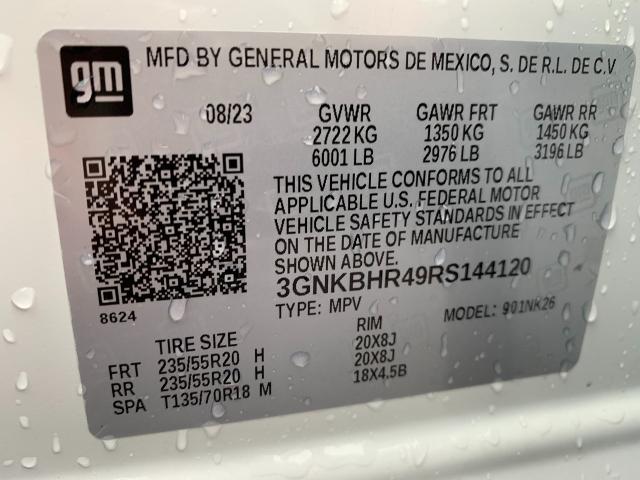 gm
MFD BY GENERAL MOTORS DE MEXICO, S. DE R.L. DE C.V
08/23 GVWR GAWR FRT GAWR RR
2722 KG 1350 KG 1450 KG
6001 LB 2976 LB 3196 LB
THIS VEHICLE CONFORMS TO ALL
APPLICABLE U.S. FEDERAL MOTOR
VEHICLE SAFETY STANDARDS IN EFFECT
ON THE DATE OF MANUFACTURE
SHOWN ABOVE.
3GNKBHR49RS144120
8624
TYPE: MPV MODEL: 901NK26
TIRE SIZE RIM
FRT 235/55R20 H 20X8J
RR 235/55R20 H 20X8J
SPA T135/70R18 M 18X4.5B